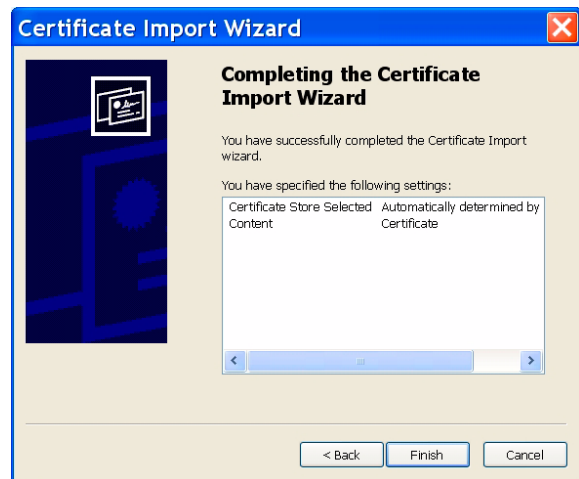 Certificate Import Wizard
Completing the Certificate
Import Wizard
You have successfully completed the Certificate Import
wizard.
You have specified the following settings:
Certificate Store Selected Automatically determined by
Content Certificate
< Back Finish Cancel